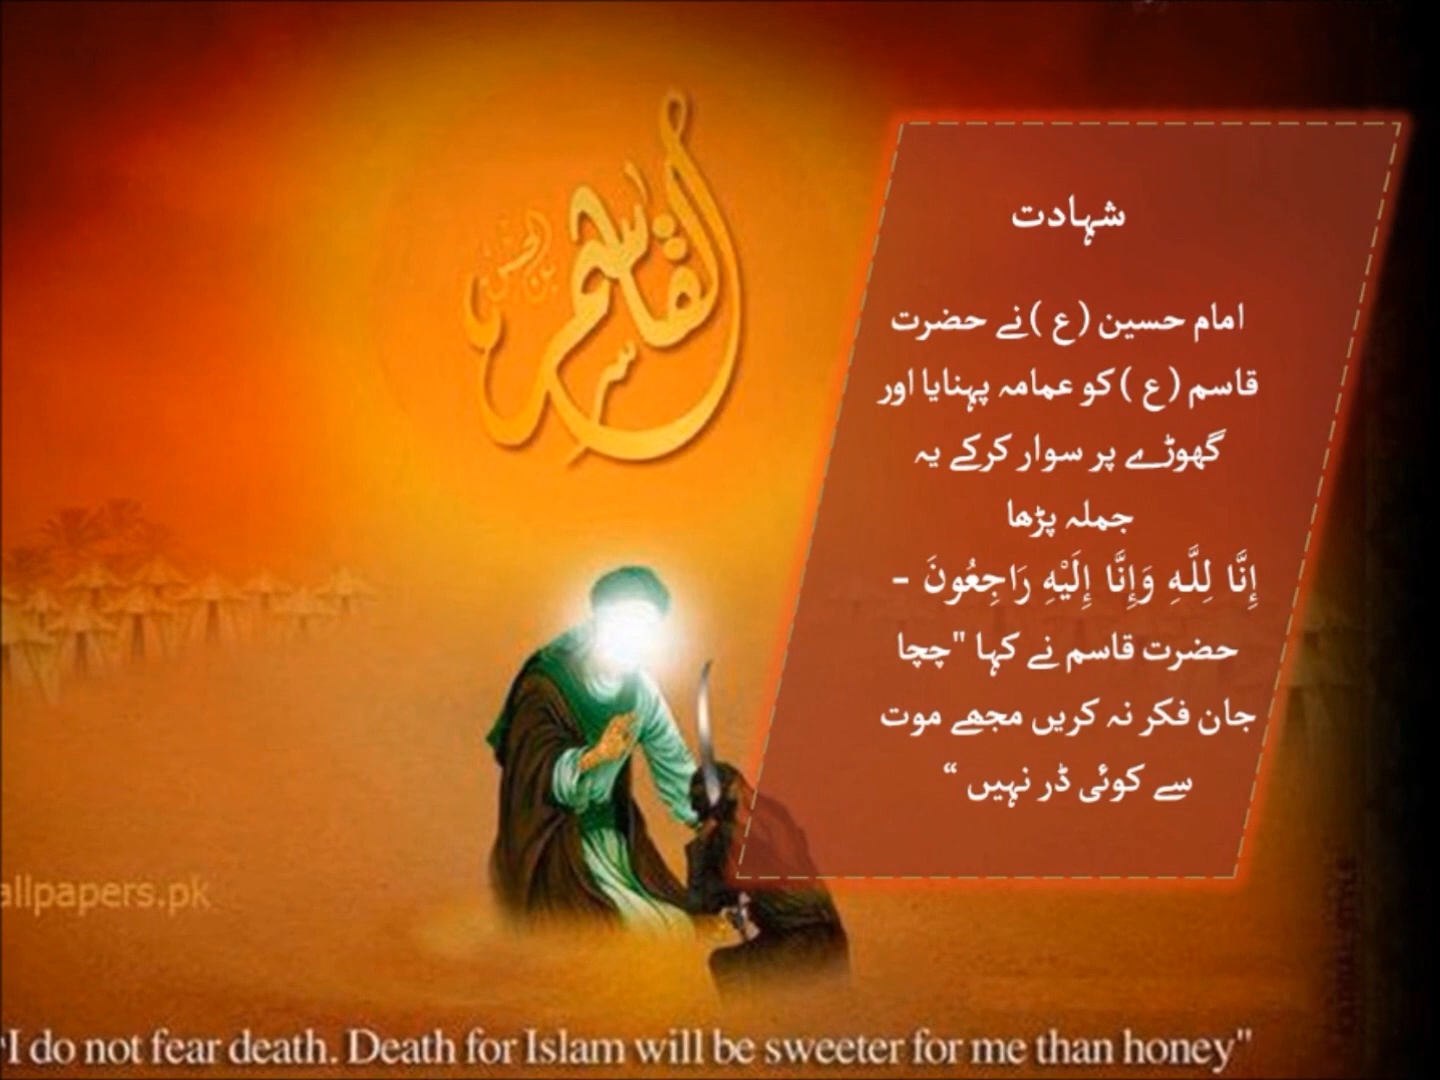 القاسم
بن الحسن
شہادت
امام حسین (ع )نے حضرت
قاسم (ع )کو عمامہ پہنایا اور
گھوڑے پر سوار کرکے یہ
جملہ پڑھا
إِنَّا لِلَّـهِ وَإِنَّا إِلَيْهِ رَاجِعُونَ -
حضرت قاسم نے کہا "چچا
جان فکر نہ کریں مجھے موت
سے کوئی ڈر نہیں “
allpapers.pk
"I do not fear death. Death for Islam will be sweeter for me than honey"